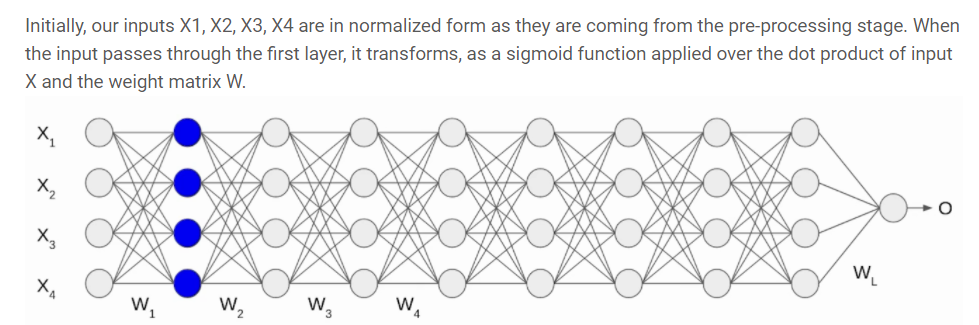 Initially, our inputs X1, X2, X3, X4 are in normalized form as they are coming from the pre-processing stage. When
the input passes through the first layer, it transforms, as a sigmoid function applied over the dot product of input
X and the weight matrix W.
X₁
X₂
X₃
X₄
O
W₁ W₂ W₃ W₄
W_L